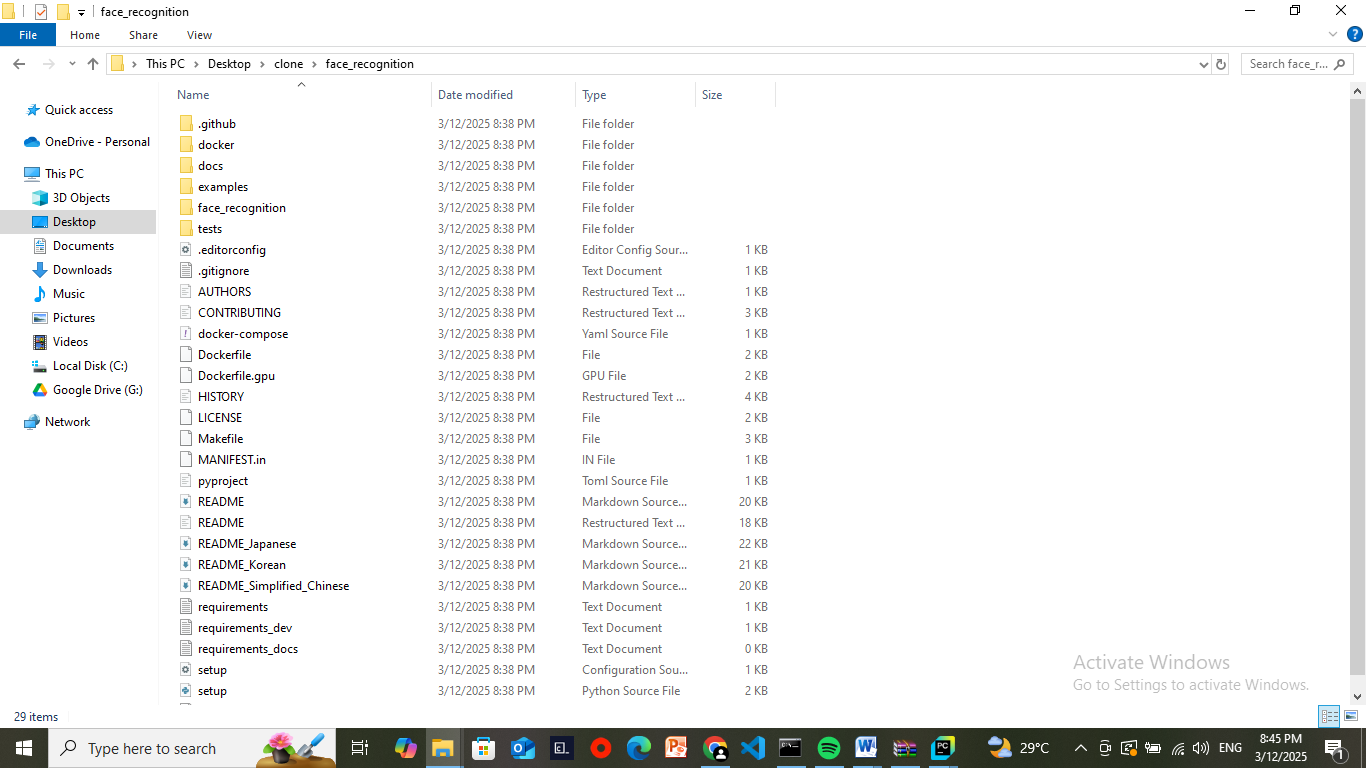 face_recognition
File Home Share View
This PC Desktop clone face_recognition Search face_r...
Name Date modified Type Size
Quick access
OneDrive - Personal
This PC
3D Objects
Desktop
Documents
Downloads
Music
Pictures
Videos
Local Disk (C:)
Google Drive (G:)
Network
.github 3/12/2025 8:38 PM File folder
docker 3/12/2025 8:38 PM File folder
docs 3/12/2025 8:38 PM File folder
examples 3/12/2025 8:38 PM File folder
face_recognition 3/12/2025 8:38 PM File folder
tests 3/12/2025 8:38 PM File folder
.editorconfig 3/12/2025 8:38 PM Editor Config Sour... 1 KB
.gitignore 3/12/2025 8:38 PM Text Document 1 KB
AUTHORS 3/12/2025 8:38 PM Restructured Text ... 1 KB
CONTRIBUTING 3/12/2025 8:38 PM Restructured Text ... 3 KB
docker-compose 3/12/2025 8:38 PM Yaml Source File 1 KB
Dockerfile 3/12/2025 8:38 PM File 2 KB
Dockerfile.gpu 3/12/2025 8:38 PM GPU File 2 KB
HISTORY 3/12/2025 8:38 PM Restructured Text ... 4 KB
LICENSE 3/12/2025 8:38 PM File 2 KB
Makefile 3/12/2025 8:38 PM File 3 KB
MANIFEST.in 3/12/2025 8:38 PM IN File 1 KB
pyproject 3/12/2025 8:38 PM Toml Source File 1 KB
README 3/12/2025 8:38 PM Markdown Source... 20 KB
README 3/12/2025 8:38 PM Restructured Text ... 18 KB
README_Japanese 3/12/2025 8:38 PM Markdown Source... 22 KB
README_Korean 3/12/2025 8:38 PM Markdown Source... 21 KB
README_Simplified_Chinese 3/12/2025 8:38 PM Markdown Source... 20 KB
requirements 3/12/2025 8:38 PM Text Document 1 KB
requirements_dev 3/12/2025 8:38 PM Text Document 1 KB
requirements_docs 3/12/2025 8:38 PM Text Document 0 KB
setup 3/12/2025 8:38 PM Configuration Sou... 1 KB
setup 3/12/2025 8:38 PM Python Source File 2 KB
Activate Windows
Go to Settings to activate Windows.
29 items
Type here to search 29°C ENG 8:45 PM
3/12/2025 1